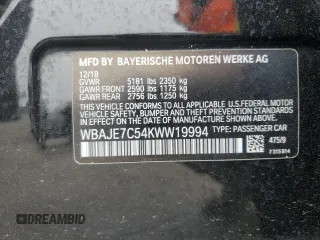 MFD BY BAYERISCHE MOTOREN WERKE AG
12/18
GVWR 5181 lbs 2350 kg
GAWR FRONT 2590 lbs 1175 kg
GAWR REAR 2756 lbs 1250 kg
THIS VEHICLE CONFORMS TO ALL APPLICABLE FEDERAL MOTOR
VEHICLE SAFETY, BUMPER AND THEFT PREVENTION STANDARDS
IN EFFECT ON THE DATE OF MANUFACTURE SHOWN ABOVE.
WBAJE7C54KWW19994 TYPE: PASSENGER CAR
475/9
© DREAMBID
© DREAMBID